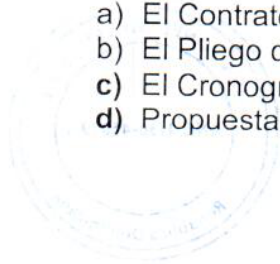 a) El Contrat
b) El Pliego
c) El Cronogr
d) Propuesta